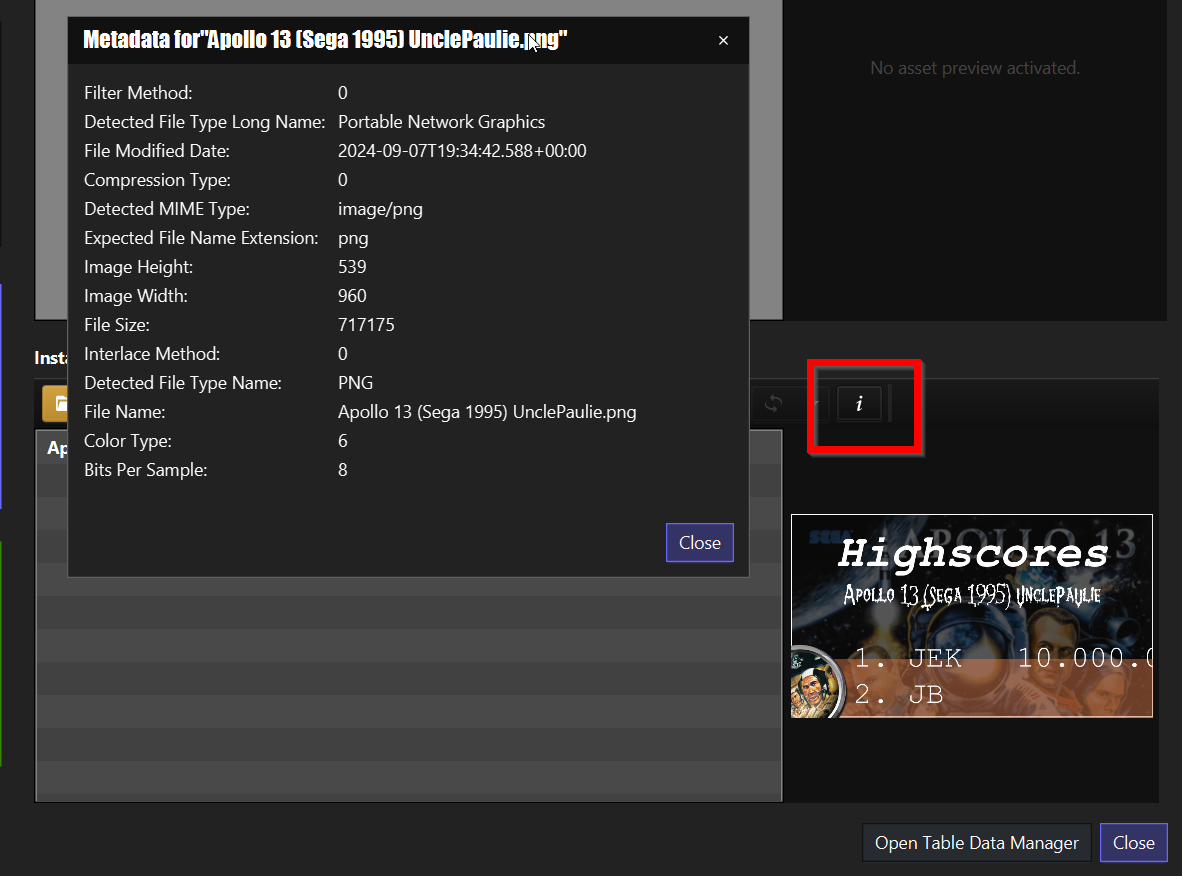 Metadata for"Apollo 13 (Sega 1995) UnclePaulie.png"
Filter Method: 0
Detected File Type Long Name: Portable Network Graphics
File Modified Date: 2024-09-07T19:34:42.588+00:00
Compression Type: 0
Detected MIME Type: image/png
Expected File Name Extension: png
Image Height: 539
Image Width: 960
File Size: 717175
Interlace Method: 0
Detected File Type Name: PNG
File Name: Apollo 13 (Sega 1995) UnclePaulie.png
Color Type: 6
Bits Per Sample: 8
Close
No asset preview activated.
Insta
i
Ap
SEGA APOLLO 13
Highscores
Apollo 13 (Sega 1995) UnclePaulie
1. JEK 10.000.0
2. JB
Open Table Data Manager
Close